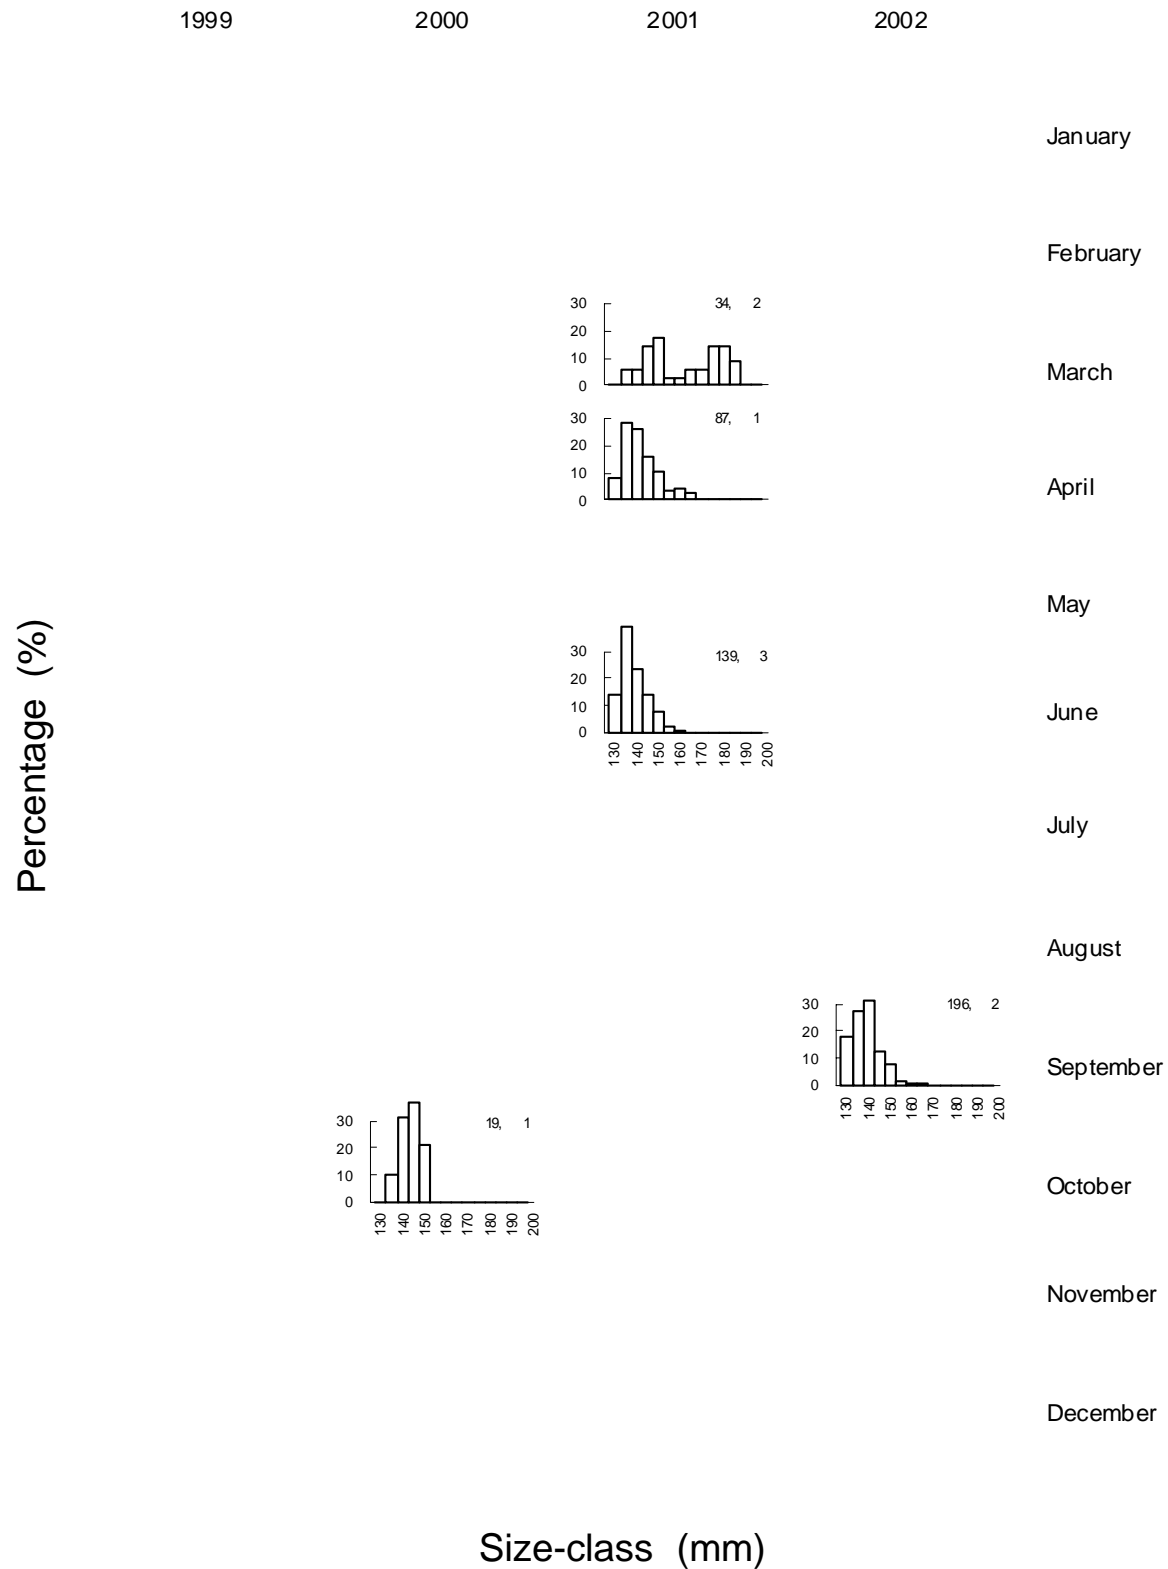 1999 2000 2001 2002
January
February
30 34, 2
20
10
0
March
30 87, 1
20
10
0
April
May
30 139, 3
20
10
0
June
130 140 150 160 170 180 190 200
Percentage (%)
July
August
30 196, 2
20
10
0
September
130 140 150 160 170 180 190 200
30 19, 1
20
10
0
October
130 140 150 160 170 180 190 200
November
December
Size-class (mm)